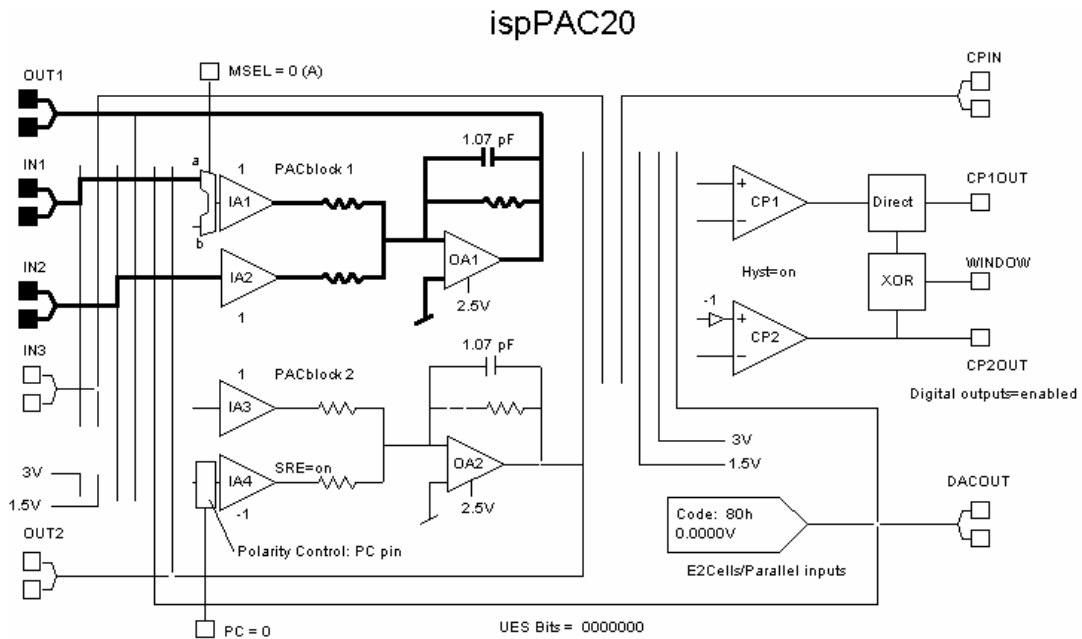 ispPAC20
OUT1
MSEL = 0 (A)
CPIN
1.07 pF
IN1
a
1
PACblock 1
IA1
CP1
Direct
CP1OUT
b
IN2
IA2
OA1
2.5V
1
Hyst=on
XOR
WINDOW
-1
CP2
CP2OUT
IN3
1.07 pF
1
PACblock 2
IA3
Digital outputs=enabled
3V
1.5V
IA4
SRE=on
-1
OA2
2.5V
3V
1.5V
DACOUT
Code: 80h
0.0000V
OUT2
Polarity Control: PC pin
E2Cells/Parallel inputs
PC = 0
UES Bits = 0000000